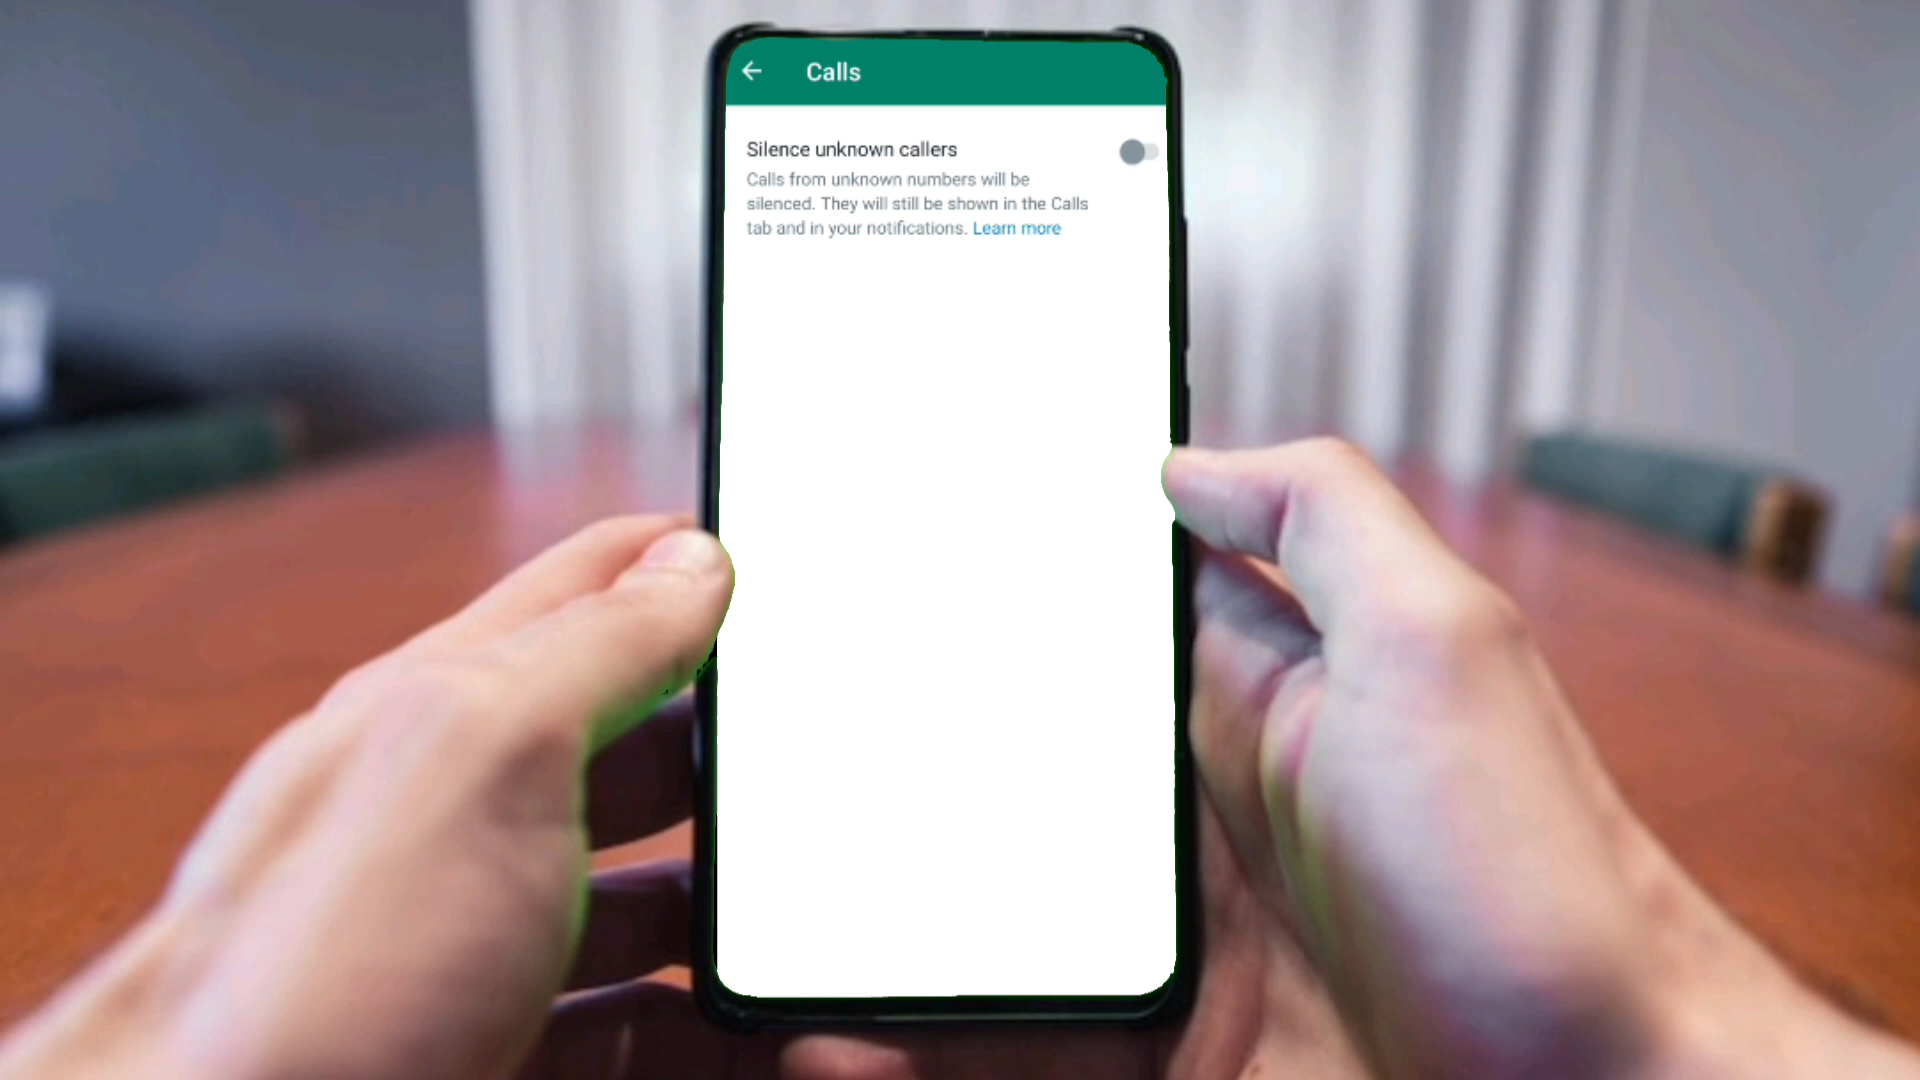 Calls
Silence unknown callers
Calls from unknown numbers will be
silenced. They will still be shown in the Calls
tab and in your notifications. Learn more